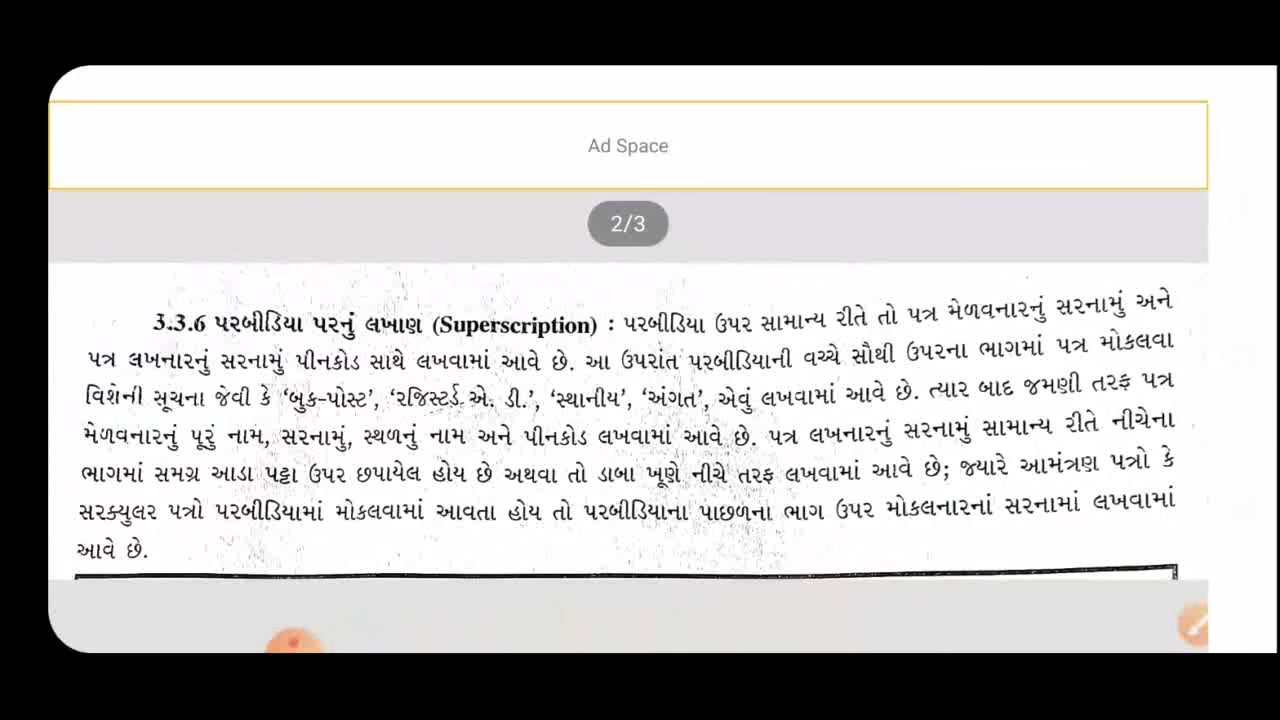 Ad Space
2/3
3.3.6 પરબીડિયા પરનું લખાણ (Superscription) : પરબીડિયા ઉપર સામાન્ય રીતે તો પત્ર મેળવનારનું સરનામું અને
પત્ર લખનારનું સરનામું પીનકોડ સાથે લખવામાં આવે છે. આ ઉપરાંત પરબીડિયાની વચ્ચે સૌથી ઉપરના ભાગમાં પત્ર મોકલવા
વિશેની સૂચના જેવી કે ‘બુક-પોસ્ટ’, ‘રજિસ્ટર્ડ એ. ડી.’, ‘સ્થાનીય’, ‘અંગત’, એવું લખવામાં આવે છે. ત્યાર બાદ જમણી તરફ પત્ર
મેળવનારનું પૂરું નામ, સરનામું, સ્થળનું નામ અને પીનકોડ લખવામાં આવે છે. પત્ર લખનારનું સરનામું સામાન્ય રીતે નીચેના
ભાગમાં સમગ્ર આડા પટ્ટા ઉપર છપાયેલ હોય છે અથવા તો ડાબા ખૂણે નીચે તરફ લખવામાં આવે છે; જ્યારે આમંત્રણ પત્રો કે
સરક્યુલર પત્રો પરબીડિયામાં મોકલવામાં આવતા હોય તો પરબીડિયાના પાછળના ભાગ ઉપર મોકલનારનાં સરનામાં લખવામાં
આવે છે.